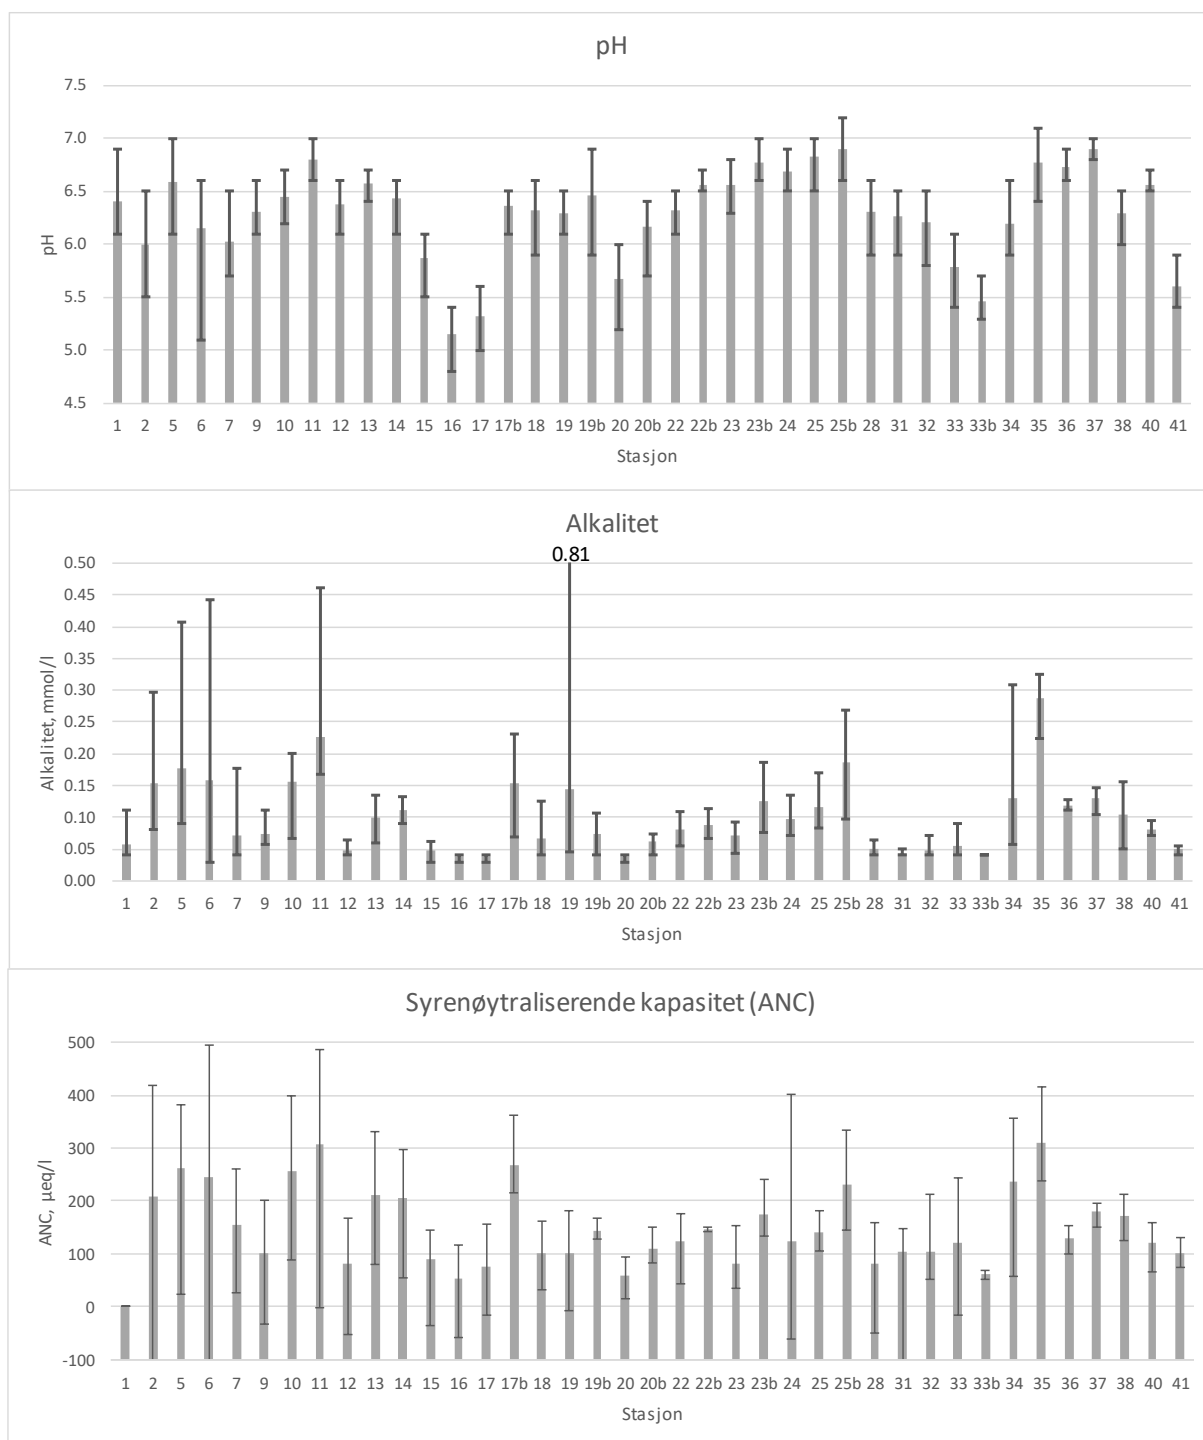 pH
7.5
7.0
6.5
6.0
5.5
5.0
4.5
pH
1 2 5 6 7 9 10 11 12 13 14 15 16 17 17b 18 19 19b 20 20b 22 22b 23 23b 24 25 25b 28 31 32 33 33b 34 35 36 37 38 40 41
Stasjon
Alkalitet
0.81
0.50
0.45
0.40
0.35
0.30
0.25
0.20
0.15
0.10
0.05
0.00
Alkalitet, mmol/l
1 2 5 6 7 9 10 11 12 13 14 15 16 17 17b 18 19 19b 20 20b 22 22b 23 23b 24 25 25b 28 31 32 33 33b 34 35 36 37 38 40 41
Stasjon
Syrenøytraliserende kapasitet (ANC)
500
400
300
200
100
0
-100
ANC, µeq/l
1 2 5 6 7 9 10 11 12 13 14 15 16 17 17b 18 19 19b 20 20b 22 22b 23 23b 24 25 25b 28 31 32 33 33b 34 35 36 37 38 40 41
Stasjon